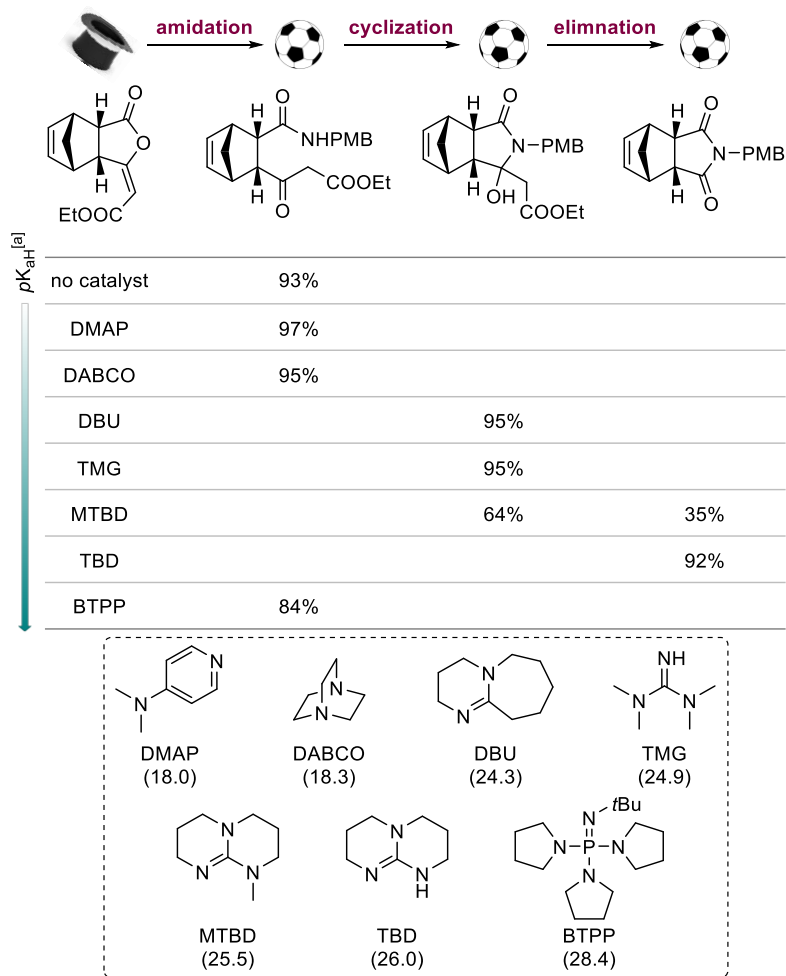 amidation cyclization elimnation
H O
O
H
EtOOC
H O
NHPMB
H
COOEt
O
H O
N PMB
H
OH
COOEt
H O
N PMB
H
O
pKaH[a]
no catalyst 93%
DMAP 97%
DABCO 95%
DBU 95%
TMG 95%
MTBD 64% 35%
TBD 92%
BTPP 84%
N
N
DMAP
(18.0)
N
N
DABCO
(18.3)
N
N
DBU
(24.3)
NH
N N
TMG
(24.9)
N
N N
MTBD
(25.5)
N
N N
H
TBD
(26.0)
tBu
N
N P N
N
BTPP
(28.4)